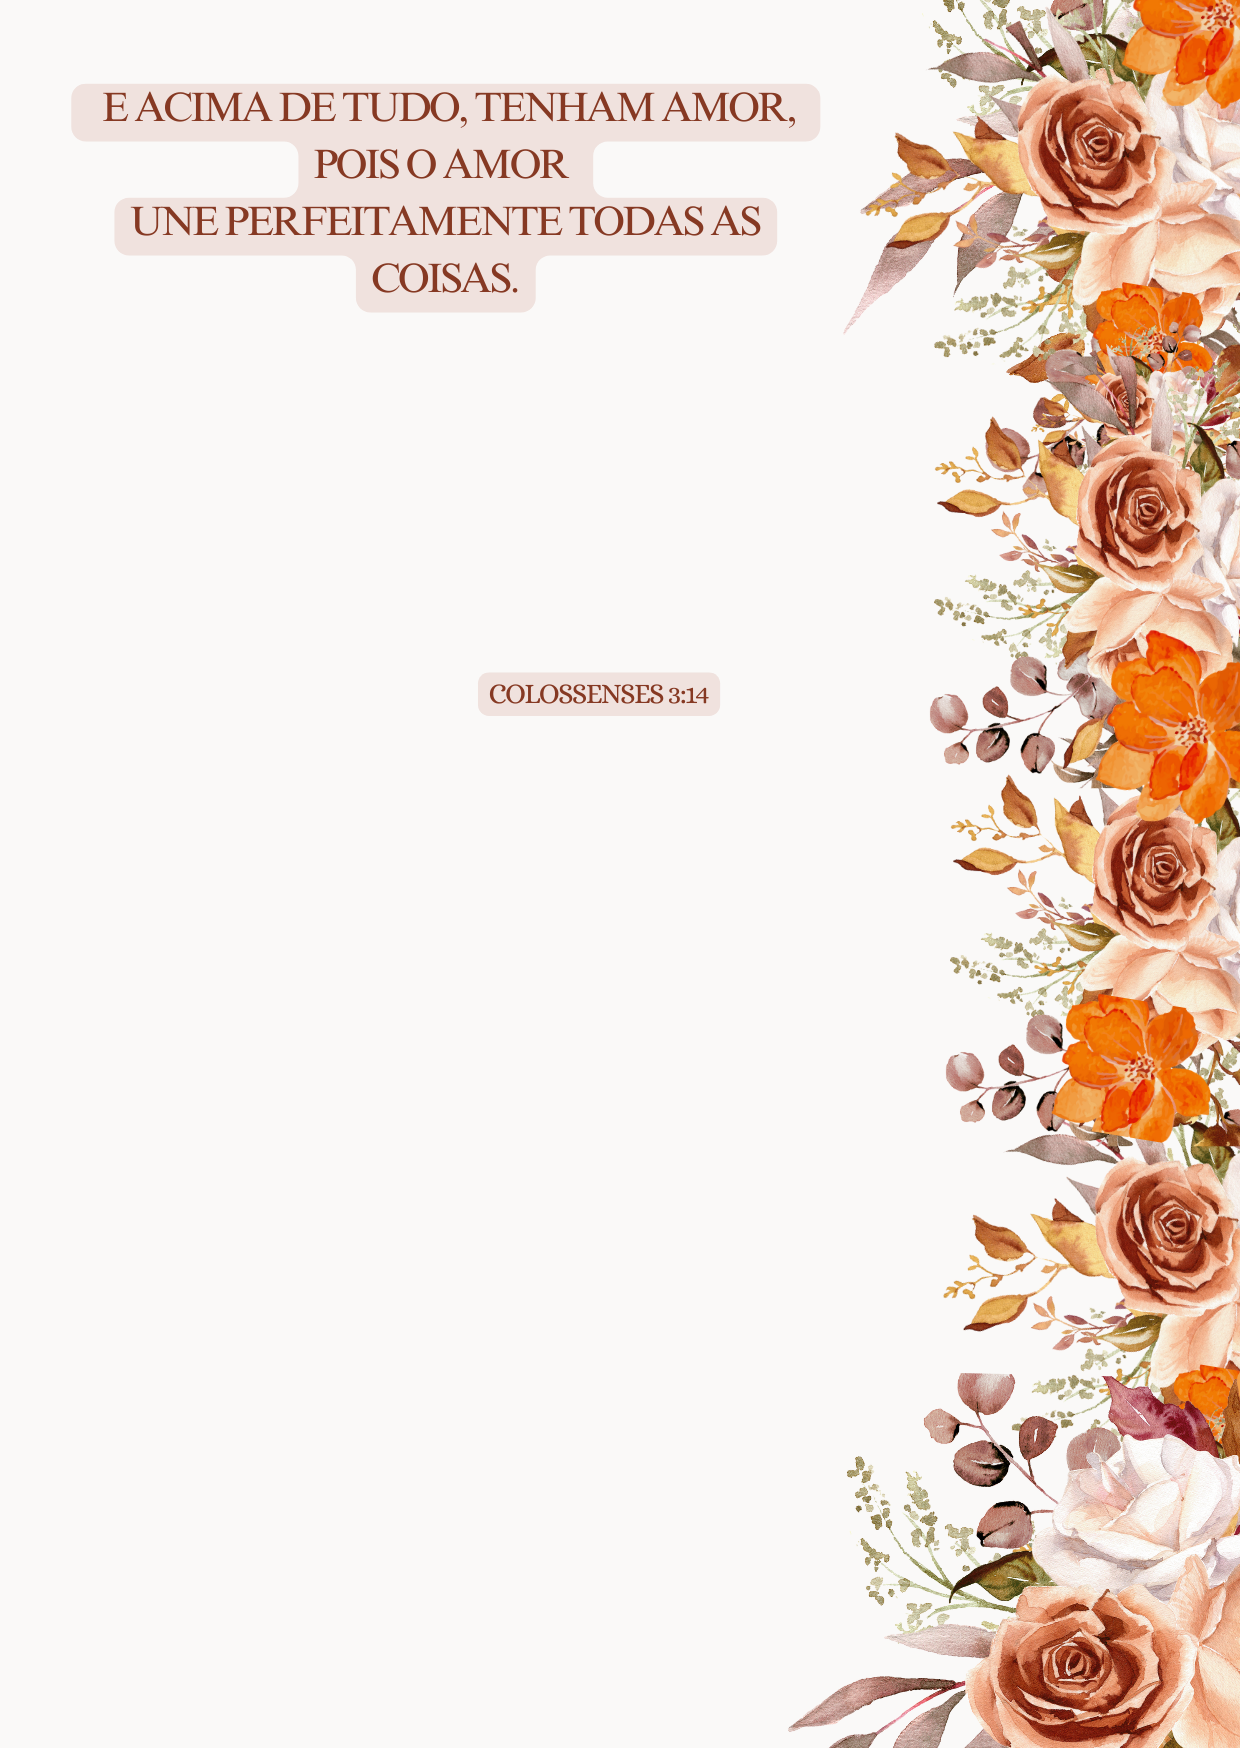 E ACIMA DE TUDO, TENHAM AMOR,
POIS O AMOR
UNE PERFEITAMENTE TODAS AS
COISAS.
COLOSSENSES 3:14